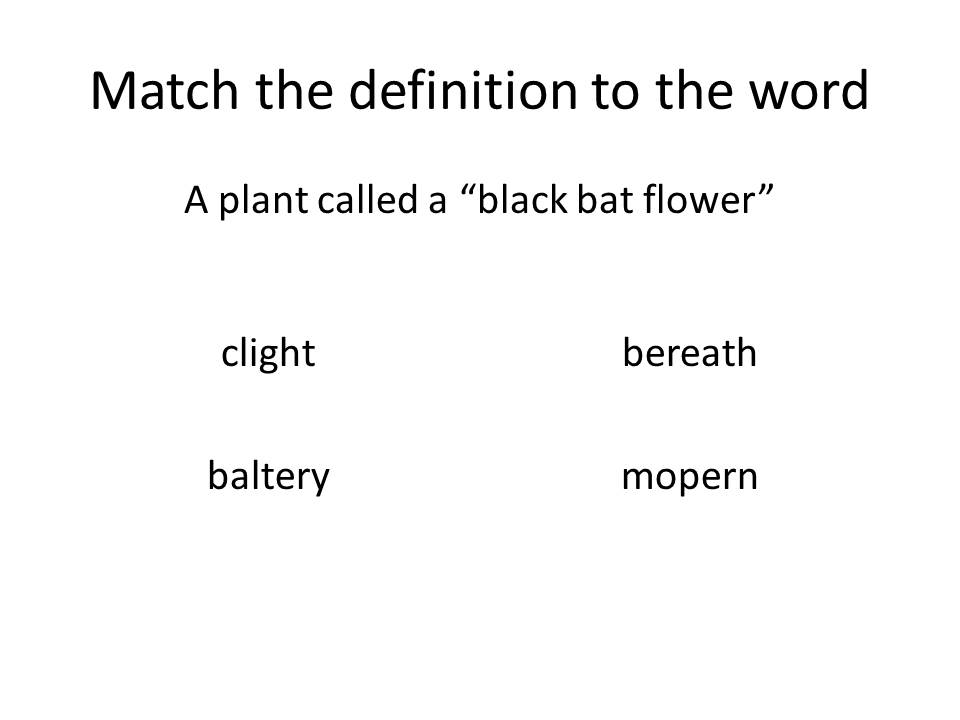 Match the definition to the word
A plant called a “black bat flower”
clight bereath
baltery mopern